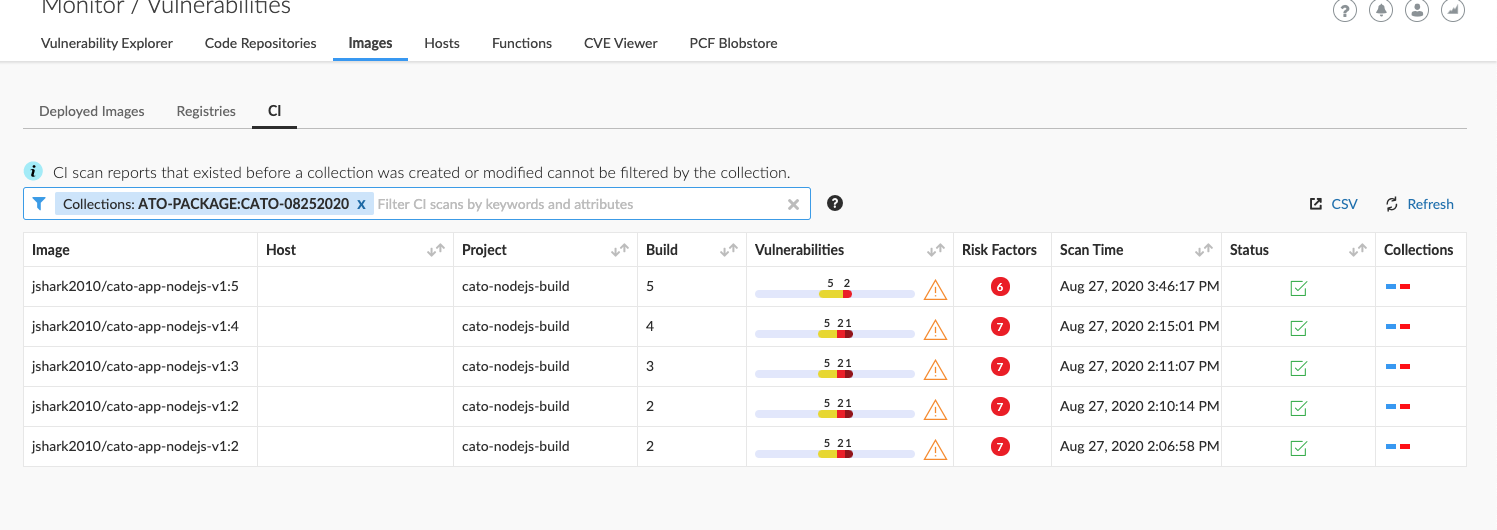 Monitor / Vulnerabilities
?
Vulnerability Explorer Code Repositories Images Hosts Functions CVE Viewer PCF Blobstore
Deployed Images Registries CI
i CI scan reports that existed before a collection was created or modified cannot be filtered by the collection.
Collections: ATO-PACKAGE:CATO-08252020 x Filter CI scans by keywords and attributes ? CSV Refresh
Image Host Project Build Vulnerabilities Risk Factors Scan Time Status Collections
jshark2010/cato-app-nodejs-v1:5 cato-nodejs-build 5 5 2 6 Aug 27, 2020 3:46:17 PM
jshark2010/cato-app-nodejs-v1:4 cato-nodejs-build 4 5 2 1 7 Aug 27, 2020 2:15:01 PM
jshark2010/cato-app-nodejs-v1:3 cato-nodejs-build 3 5 2 1 7 Aug 27, 2020 2:11:07 PM
jshark2010/cato-app-nodejs-v1:2 cato-nodejs-build 2 5 2 1 7 Aug 27, 2020 2:10:14 PM
jshark2010/cato-app-nodejs-v1:2 cato-nodejs-build 2 5 2 1 7 Aug 27, 2020 2:06:58 PM